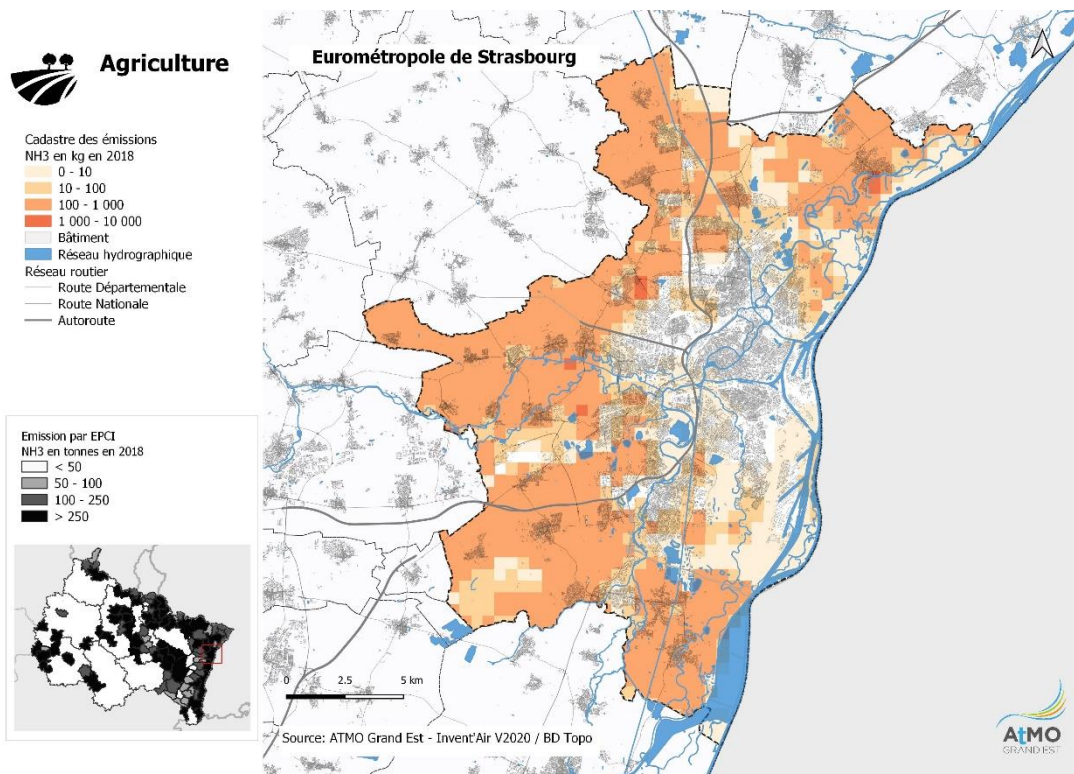 Agriculture
Eurométropole de Strasbourg
Cadastre des émissions
NH3 en kg en 2018
0 - 10
10 - 100
100 - 1 000
1 000 - 10 000
Bâtiment
Réseau hydrographique
Réseau routier
Route Départementale
Route Nationale
Autoroute
Emission par EPCI
NH3 en tonnes en 2018
< 50
50 - 100
100 - 250
> 250
0 2.5 5 km
Source: ATMO Grand Est - Invent'Air V2020 / BD Topo
AtMO
GRAND EST